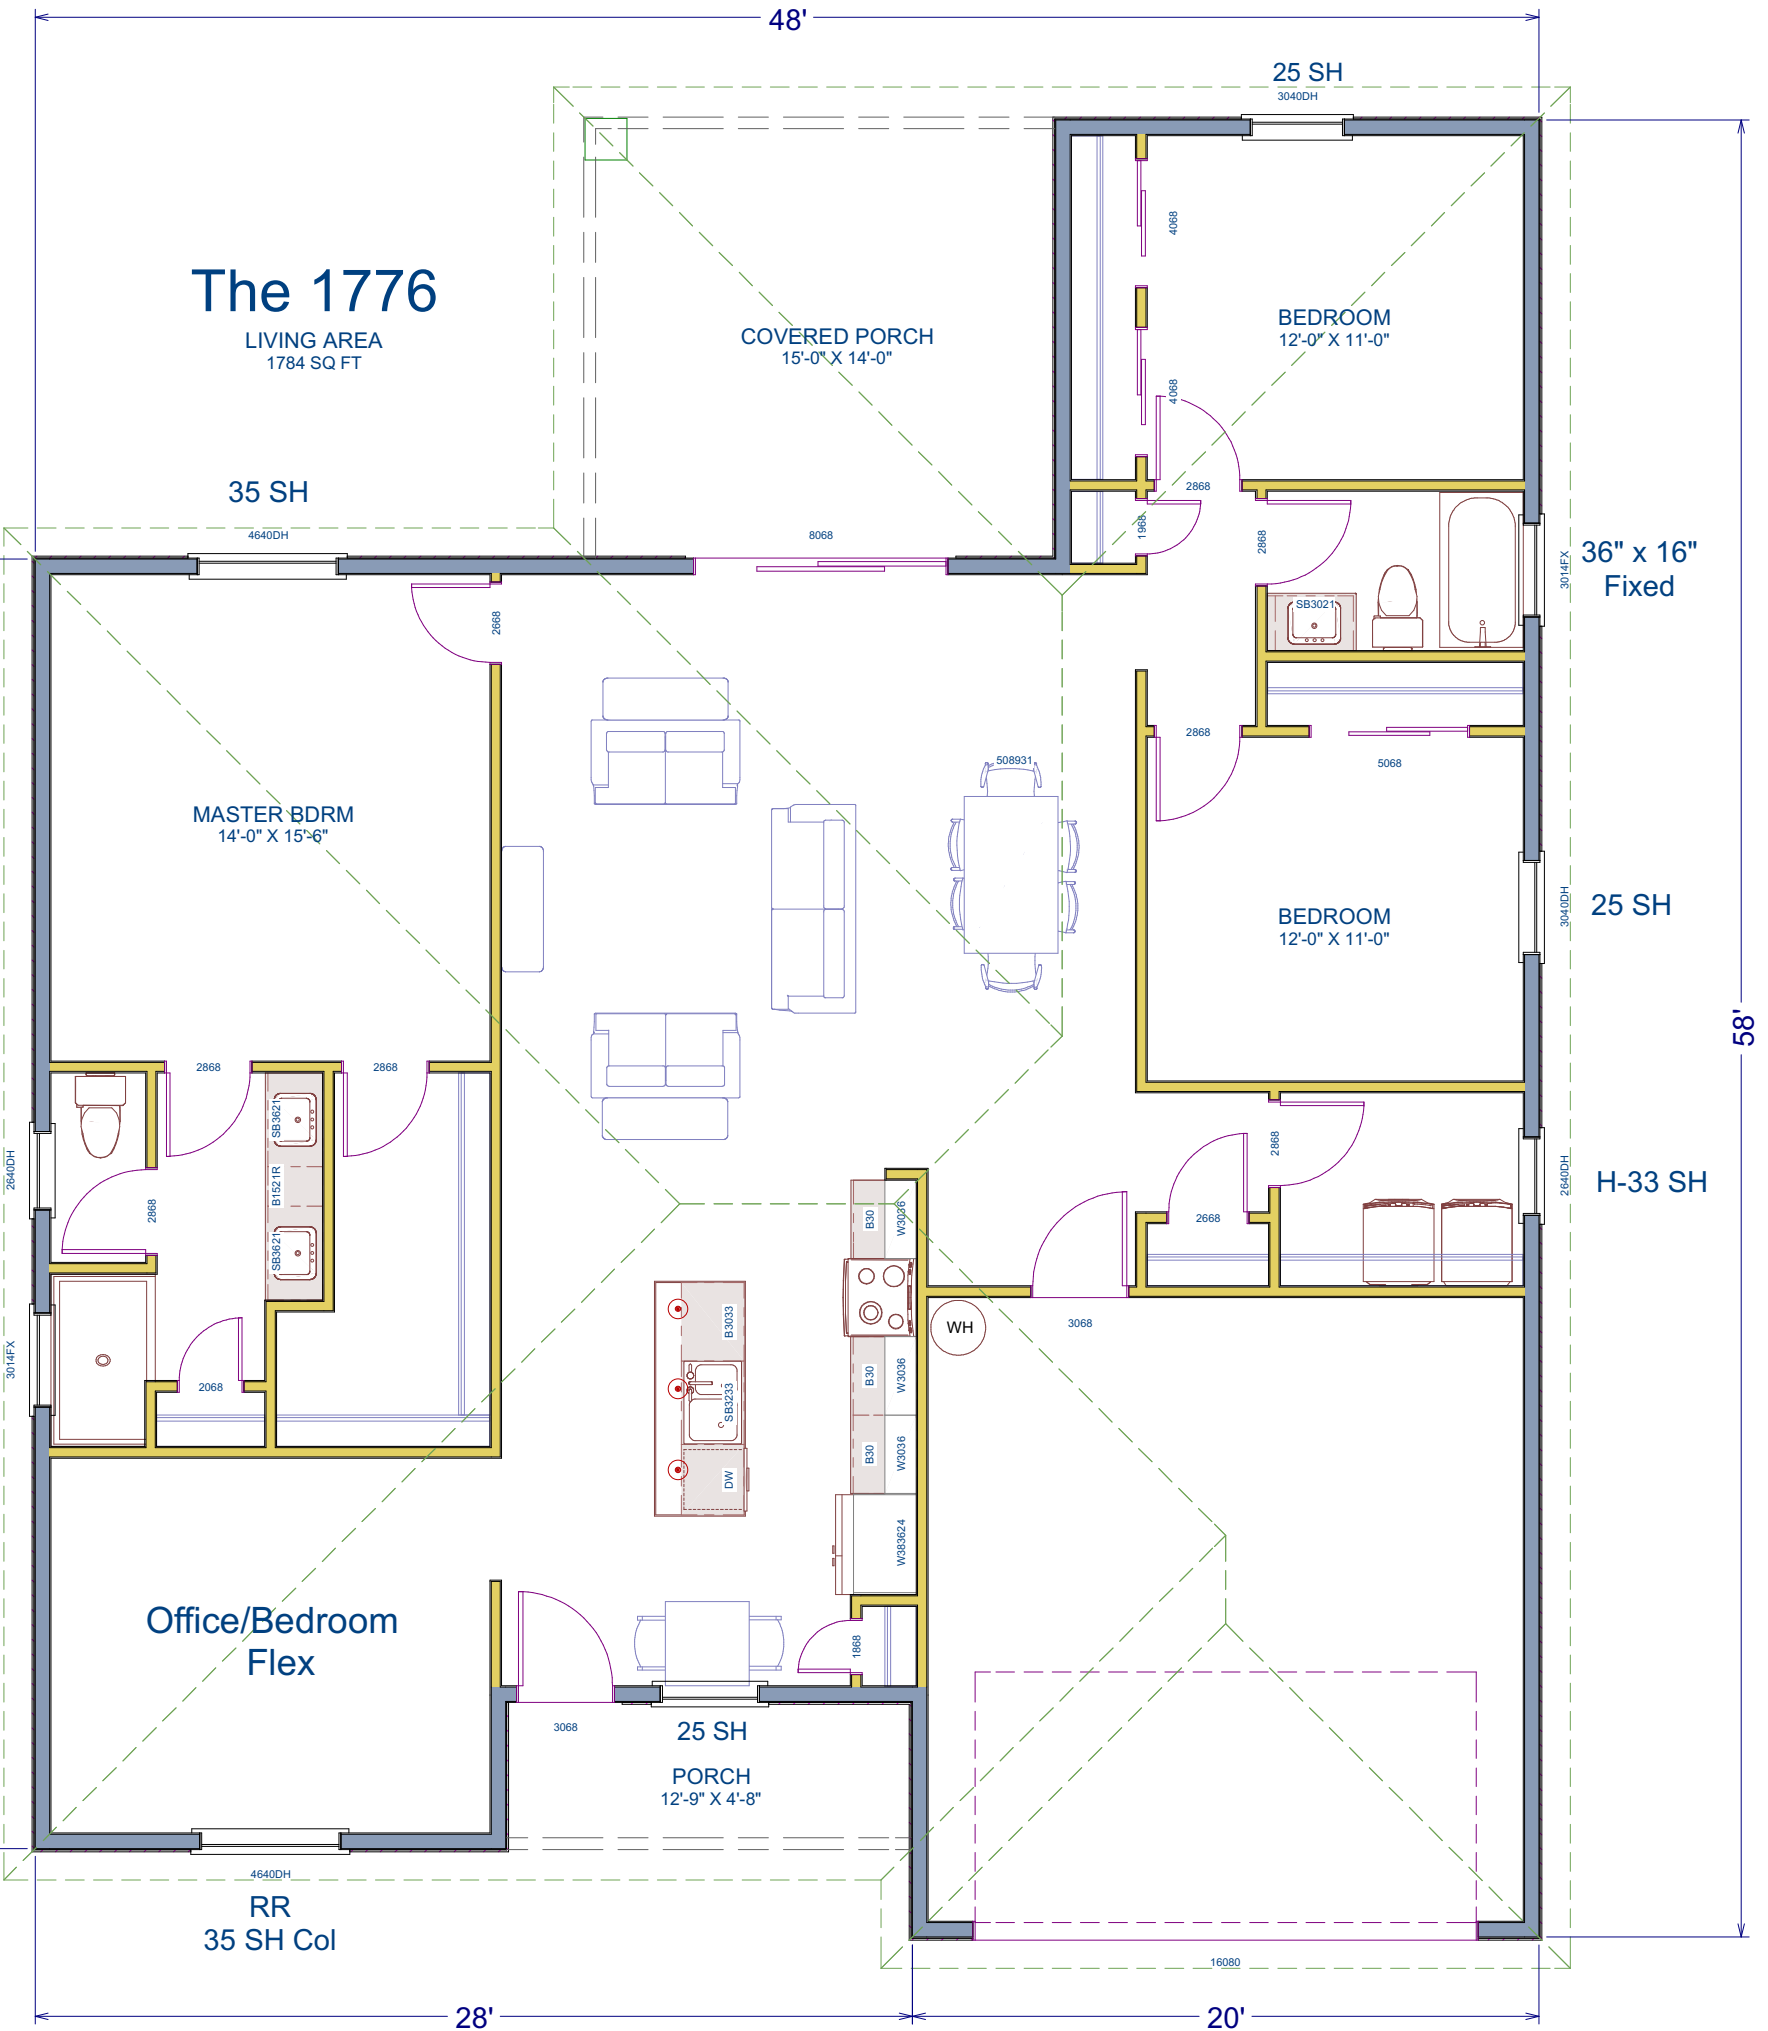 48'
25 SH
3040DH
The 1776
LIVING AREA
1784 SQ FT
COVERED PORCH
15'-0" X 14'-0"
BEDROOM
12'-0" X 11'-0"
4068
4068
35 SH
4640DH
8068
2868
1968
2868
3014FX
36" x 16"
Fixed
SB3021
2668
2868
5068
508931
MASTER BDRM
14'-0" X 15'-6"
BEDROOM
12'-0" X 11'-0"
3040DH
25 SH
58'
2868
2868
SB3621
B1521R
SB3621
2868
2640DH
2868
2668
2640DH
H-33 SH
B30
W3036
3014FX
2068
B3033
SB3233
DW
B30
W3036
B30
W3036
W383624
WH
3068
Office/Bedroom
Flex
1868
3068
25 SH
PORCH
12'-9" X 4'-8"
4640DH
RR
35 SH Col
16080
28'
20'